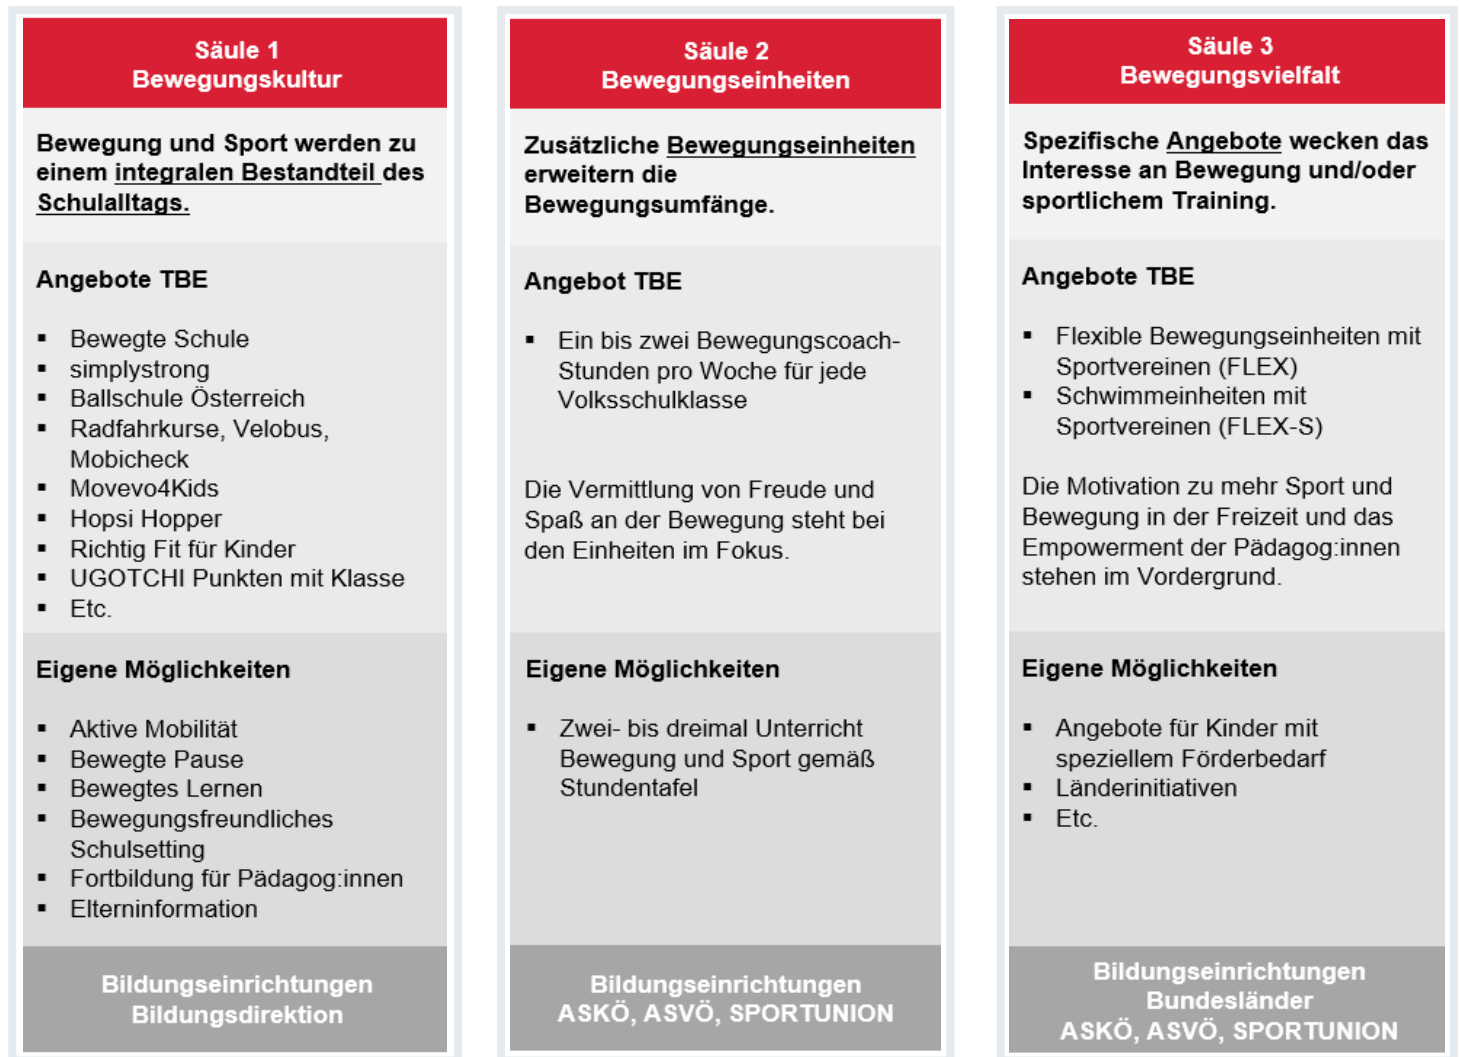 Säule 1
Bewegungskultur
Bewegung und Sport werden zu
einem integralen Bestandteil des
Schulalltags.
Angebote TBE
▪ Bewegte Schule
▪ simplystrong
▪ Ballschule Österreich
▪ Radfahrkurse, Velobus,
Mobicheck
▪ Movevo4Kids
▪ Hopsi Hopper
▪ Richtig Fit für Kinder
▪ UGOTCHI Punkten mit Klasse
▪ Etc.
Eigene Möglichkeiten
▪ Aktive Mobilität
▪ Bewegte Pause
▪ Bewegtes Lernen
▪ Bewegungsfreundliches
Schulsetting
▪ Fortbildung für Pädagog:innen
▪ Elterninformation
Bildungseinrichtungen
Bildungsdirektion
Säule 2
Bewegungseinheiten
Zusätzliche Bewegungseinheiten
erweitern die
Bewegungsumfänge.
Angebot TBE
▪ Ein bis zwei Bewegungscoach-
Stunden pro Woche für jede
Volksschulklasse
Die Vermittlung von Freude und
Spaß an der Bewegung steht bei
den Einheiten im Fokus.
Eigene Möglichkeiten
▪ Zwei- bis dreimal Unterricht
Bewegung und Sport gemäß
Stundentafel
Bildungseinrichtungen
ASKÖ, ASVÖ, SPORTUNION
Säule 3
Bewegungsvielfalt
Spezifische Angebote wecken das
Interesse an Bewegung und/oder
sportlichem Training.
Angebote TBE
▪ Flexible Bewegungseinheiten mit
Sportvereinen (FLEX)
▪ Schwimmeinheiten mit
Sportvereinen (FLEX-S)
Die Motivation zu mehr Sport und
Bewegung in der Freizeit und das
Empowerment der Pädagog:innen
stehen im Vordergrund.
Eigene Möglichkeiten
▪ Angebote für Kinder mit
speziellem Förderbedarf
▪ Länderinitiativen
▪ Etc.
Bildungseinrichtungen
Bundesländer
ASKÖ, ASVÖ, SPORTUNION